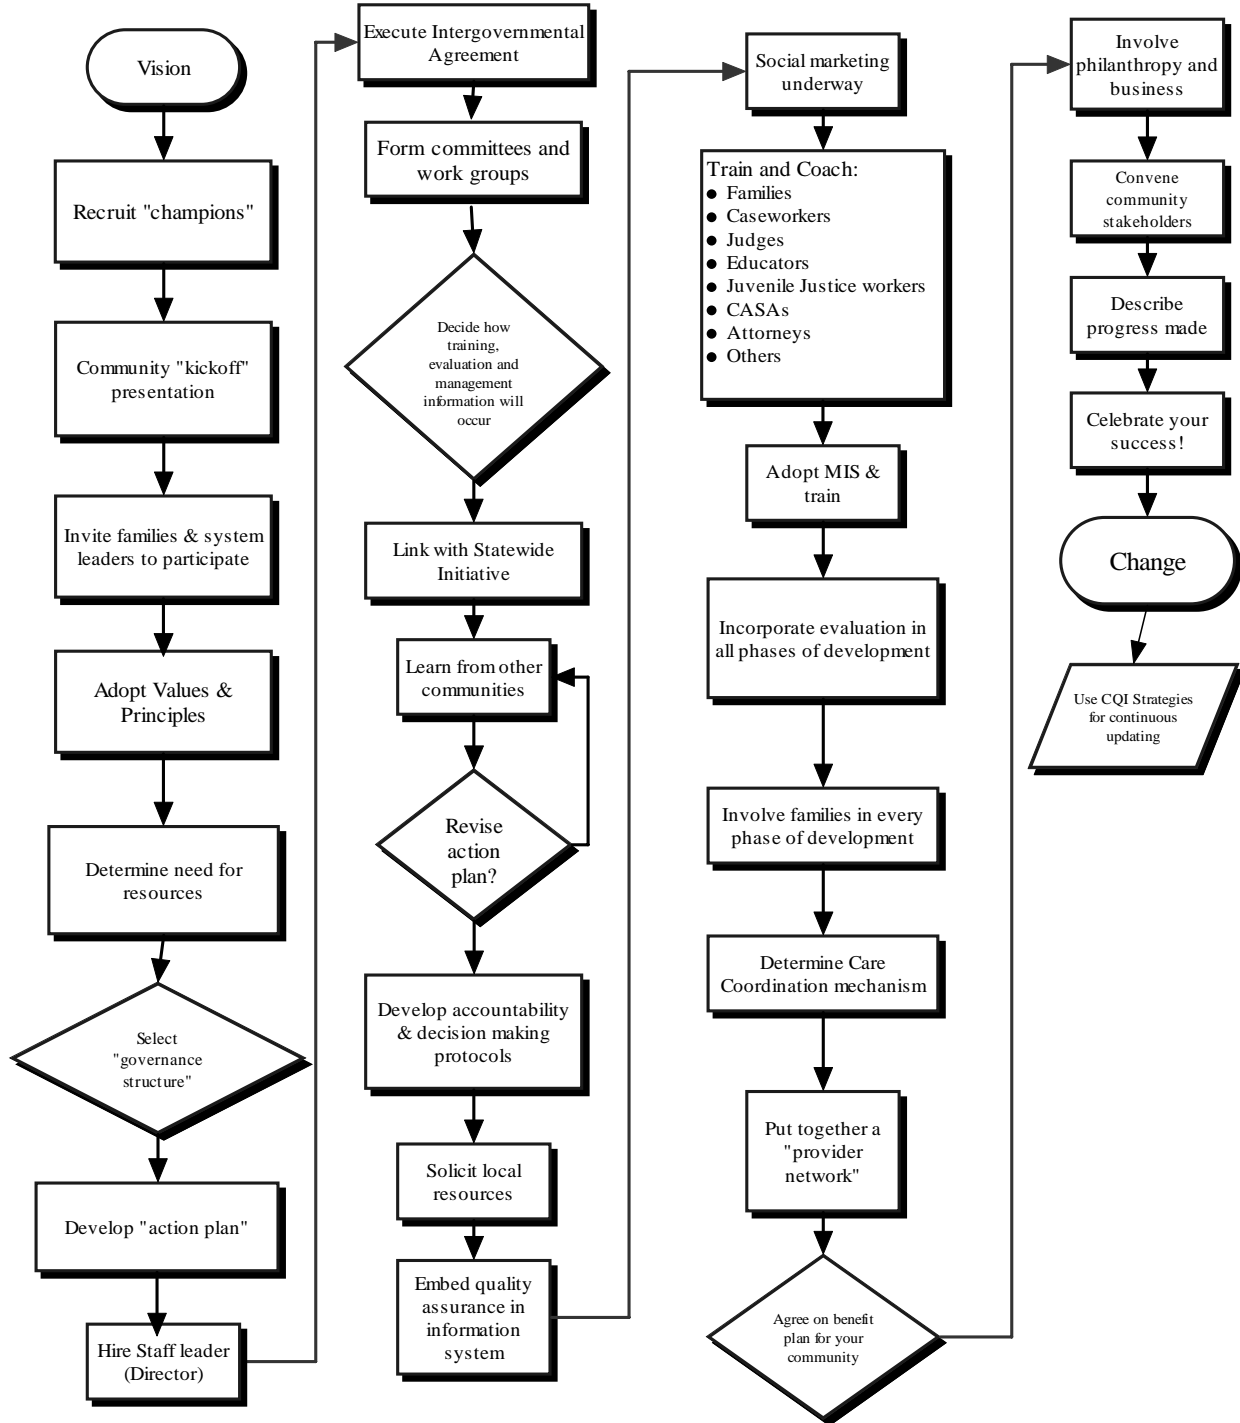 Vision
Recruit "champions"
Community "kickoff"
presentation
Invite families & system
leaders to participate
Adopt Values &
Principles
Determine need for
resources
Select
"governance
structure"
Develop "action plan"
Hire Staff leader
(Director)
Execute Intergovernmental
Agreement
Form committees and
work groups
Decide how
training,
evaluation and
management
information will
occur
Link with Statewide
Initiative
Learn from other
communities
Revise
action
plan?
Develop accountability
& decision making
protocols
Solicit local
resources
Embed quality
assurance in
information
system
Social marketing
underway
Train and Coach:
● Families
● Caseworkers
● Judges
● Educators
● Juvenile Justice workers
● CASAs
● Attorneys
● Others
Adopt MIS &
train
Incorporate evaluation in
all phases of development
Involve families in every
phase of development
Determine Care
Coordination mechanism
Put together a
"provider
network"
Agree on benefit
plan for your
community
Involve
philanthropy and
business
Convene
community
stakeholders
Describe
progress made
Celebrate your
success!
Change
Use CQI Strategies
for continuous
updating